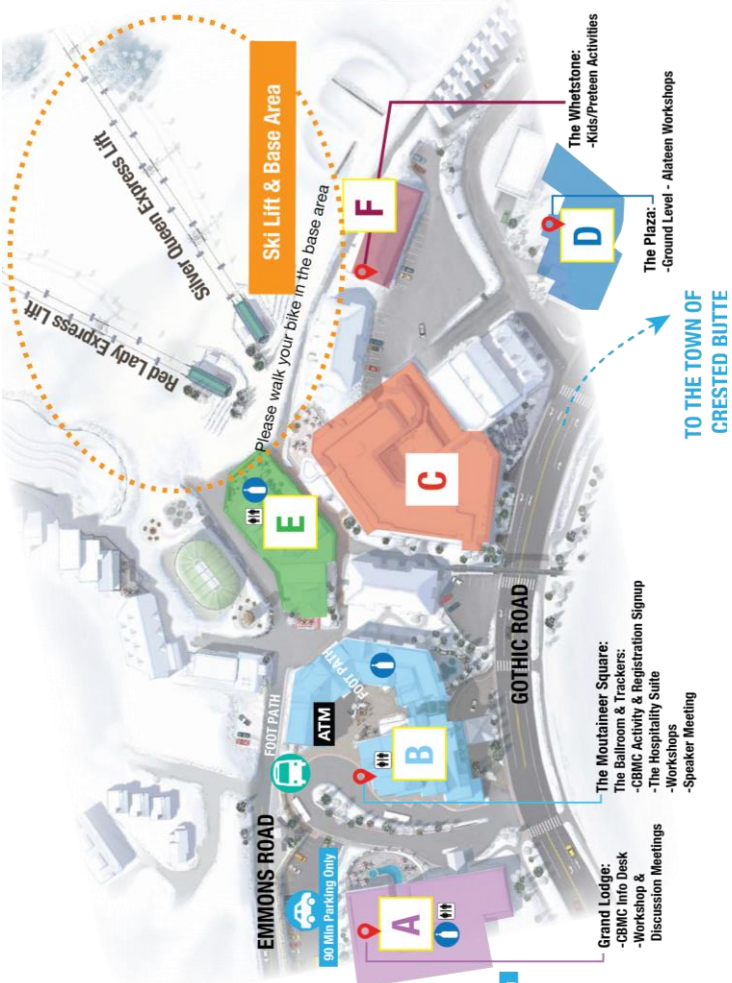 Ski Lift & Base Area
Silver Queen Express Lift
Red Lady Express Lift
Please walk your bike in the base area
The Whetstone:
-Kids/Preteen Activities
F
D
The Plaza:
-Ground Level - Alateen Workshops
TO THE TOWN OF
CRESTED BUTTE
C
E
GOTHIC ROAD
FOOT PATH
FOOT PATH
ATM
B
The Moutaineer Square:
The Ballroom & Trackers:
-CBMC Activity & Registration Signup
-The Hospitality Suite
-Workshops
-Speaker Meeting
EMMONS ROAD
90 Min Parking Only
A
Grand Lodge:
-CBMC Info Desk
-Workshop &
Discussion Meetings